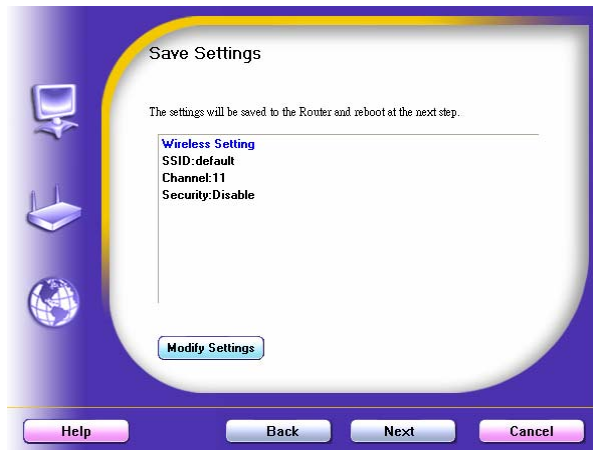 Save Settings
The settings will be saved to the Router and reboot at the next step.
Wireless Setting
SSID:default
Channel:11
Security:Disable
Modify Settings
Help
Back
Next
Cancel